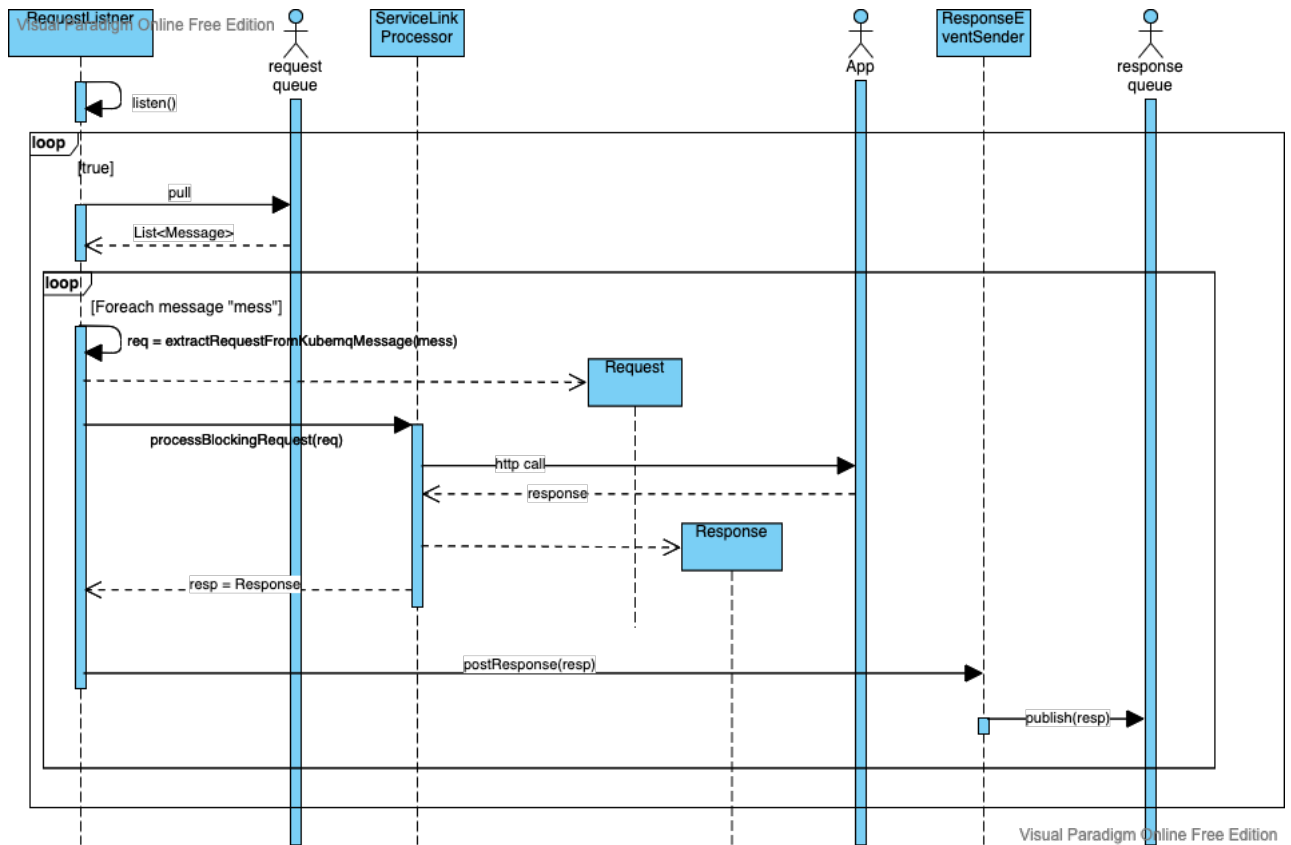 RequestListner
Visual Paradigm Online Free Edition
request
queue
ServiceLink
Processor
App
ResponseE
ventSender
response
queue
listen()
loop
[true]
pull
List<Message>
loop
[Foreach message "mess"]
req = extractRequestFromKubemqMessage(mess)
Request
processBlockingRequest(req)
http call
response
Response
resp = Response
postResponse(resp)
publish(resp)
Visual Paradigm Online Free Edition